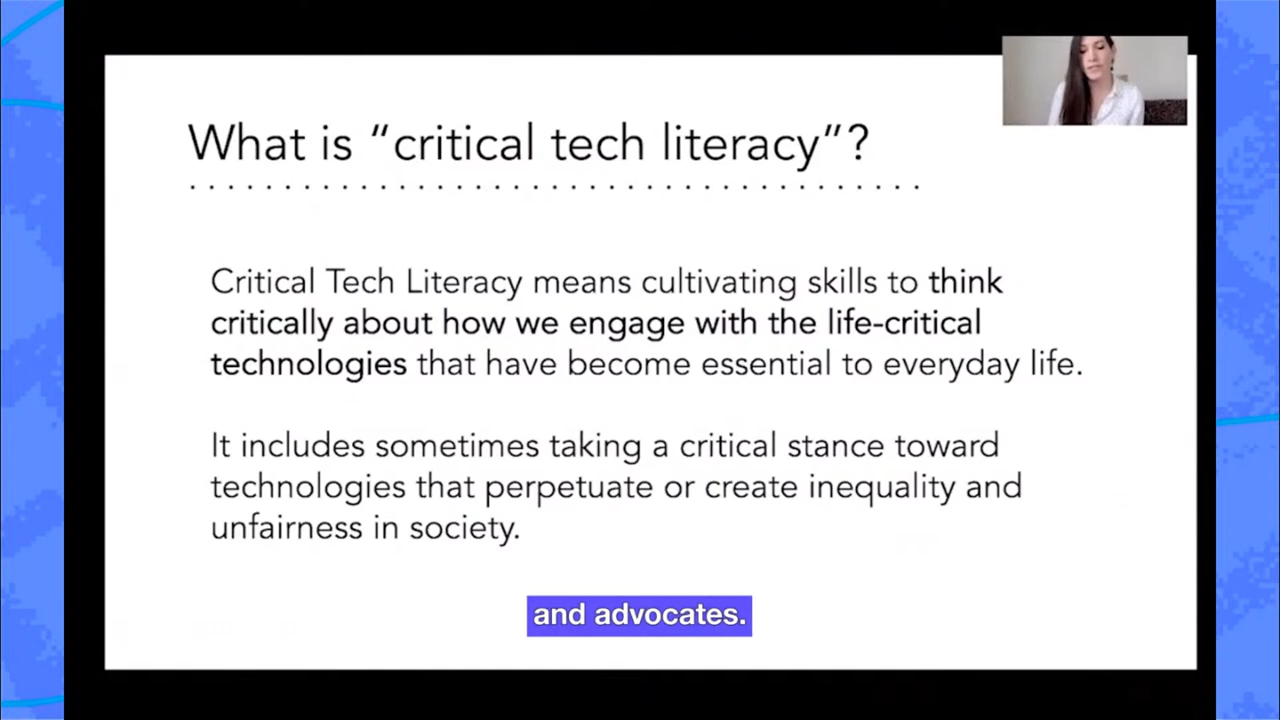 What is “critical tech literacy”?
Critical Tech Literacy means cultivating skills to think
critically about how we engage with the life-critical
technologies that have become essential to everyday life.
It includes sometimes taking a critical stance toward
technologies that perpetuate or create inequality and
unfairness in society.
and advocates.